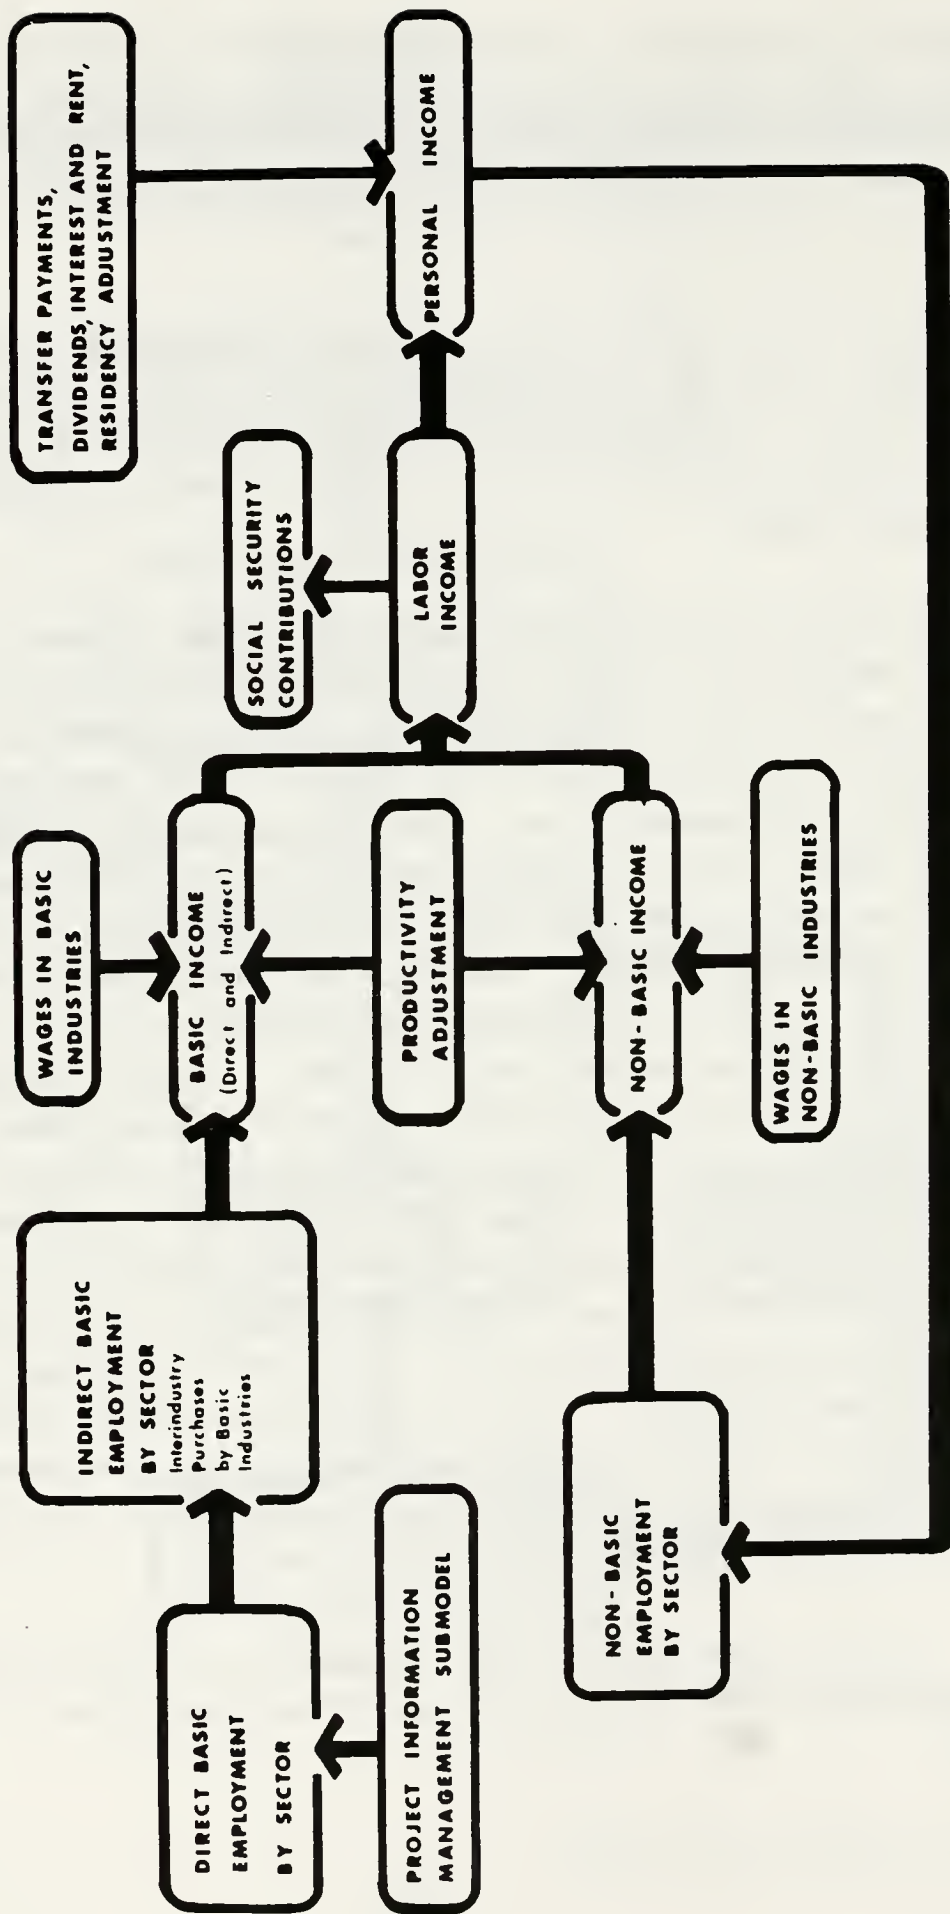 DIRECT BASIC
EMPLOYMENT
BY SECTOR
PROJECT INFORMATION
MANAGEMENT SUBMODEL
INDIRECT BASIC
EMPLOYMENT
BY SECTOR
Interindustry
Purchases
by Basic
Industries
NON-BASIC
EMPLOYMENT
BY SECTOR
WAGES IN BASIC
INDUSTRIES
BASIC INCOME
(Direct and Indirect)
PRODUCTIVITY
ADJUSTMENT
NON-BASIC INCOME
WAGES IN
NON-BASIC INDUSTRIES
SOCIAL SECURITY
CONTRIBUTIONS
LABOR
INCOME
TRANSFER PAYMENTS,
DIVIDENDS, INTEREST AND RENT,
RESIDENCY ADJUSTMENT
PERSONAL INCOME